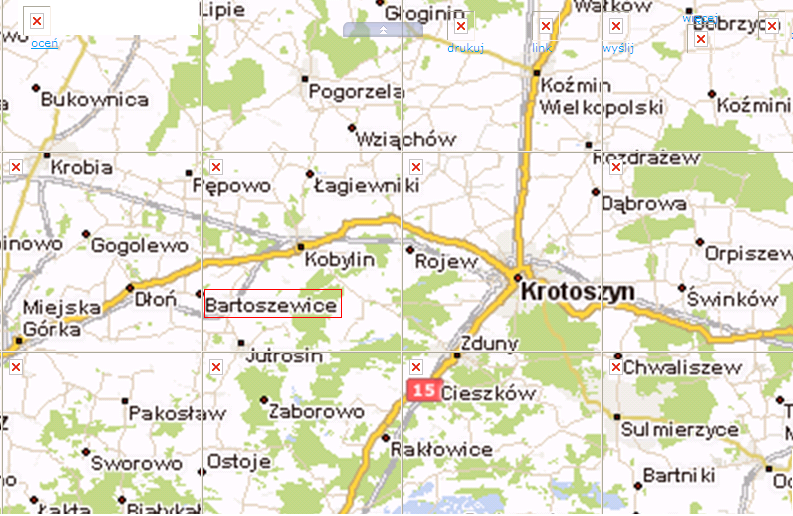 Lipie
Głoginin
Wałków
Dobrzyca
więcej
oceń
drukuj
link
wyślij
Bukownica
Pogorzela
Koźmin
Wielkopolski
Koźmini
Wziąchów
Rozdrażew
Krobia
Pępowo
Łagiewniki
Dąbrowa
inowo
Gogolewo
Kobylin
Rojew
Orpiszew
Krotoszyn
Miejska
Górka
Dłoń
Bartoszewice
Świnków
Jutrosin
Zduny
Chwaliszew
15
Cieszków
Pakosław
Zaborowo
Sulmierzyce
Rakłowice
Sworowo
Ostoje
Bartniki
Łąkta
Białykał